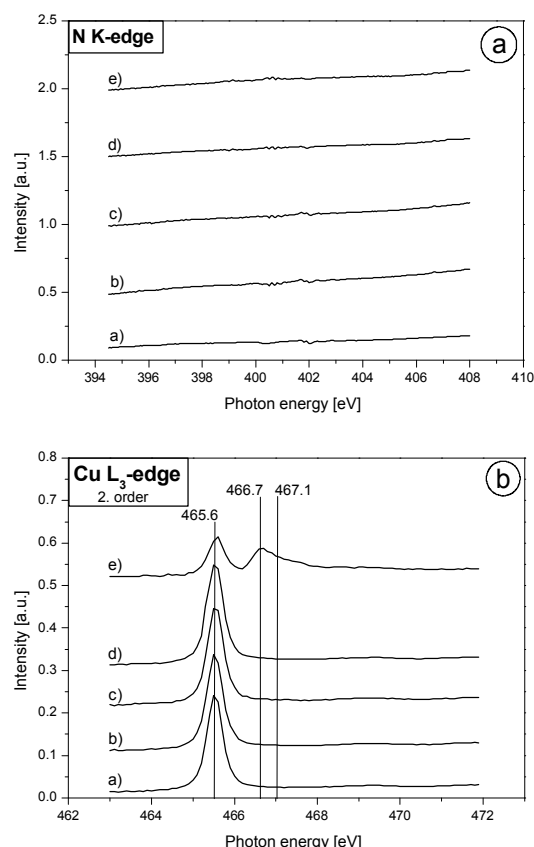 N K-edge
a
2.5
2.0
1.5
1.0
0.5
0.0
Intensity [a.u.]
e)
d)
c)
b)
a)
394 396 398 400 402 404 406 408 410
Photon energy [eV]
Cu L3-edge
2. order
b
465.6
466.7
467.1
0.8
0.7
0.6
0.5
0.4
0.3
0.2
0.1
0.0
Intensity [a.u.]
e)
d)
c)
b)
a)
462 464 466 468 470 472
Photon energy [eV]